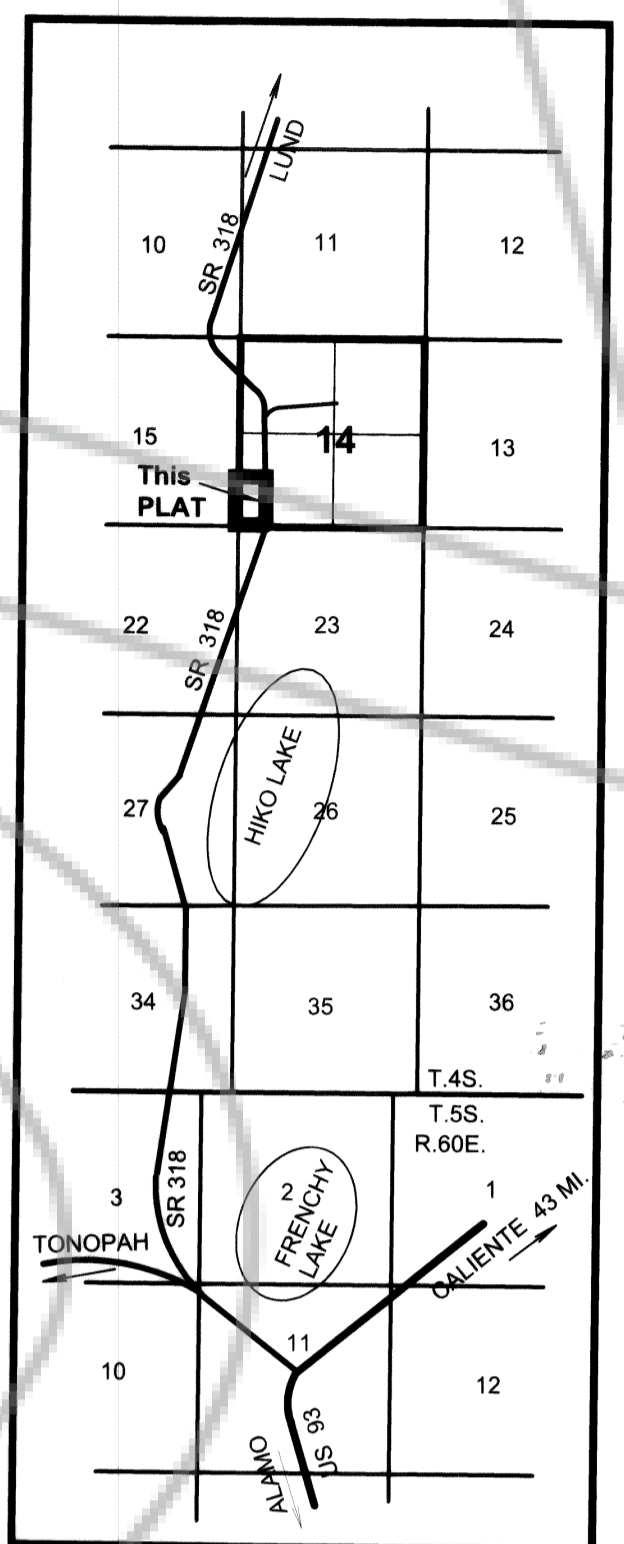 LUND
SR 318
10
11
12
15
14
13
This
PLAT
22
SR 318
23
24
27
HIKO LAKE
26
25
34
35
36
T.4S.
T.5S.
R.60E.
3
SR 318
2
FRENCHY
LAKE
1
CALIENTE 43 MI.
TONOPAH
11
10
12
US 93
ALAMO